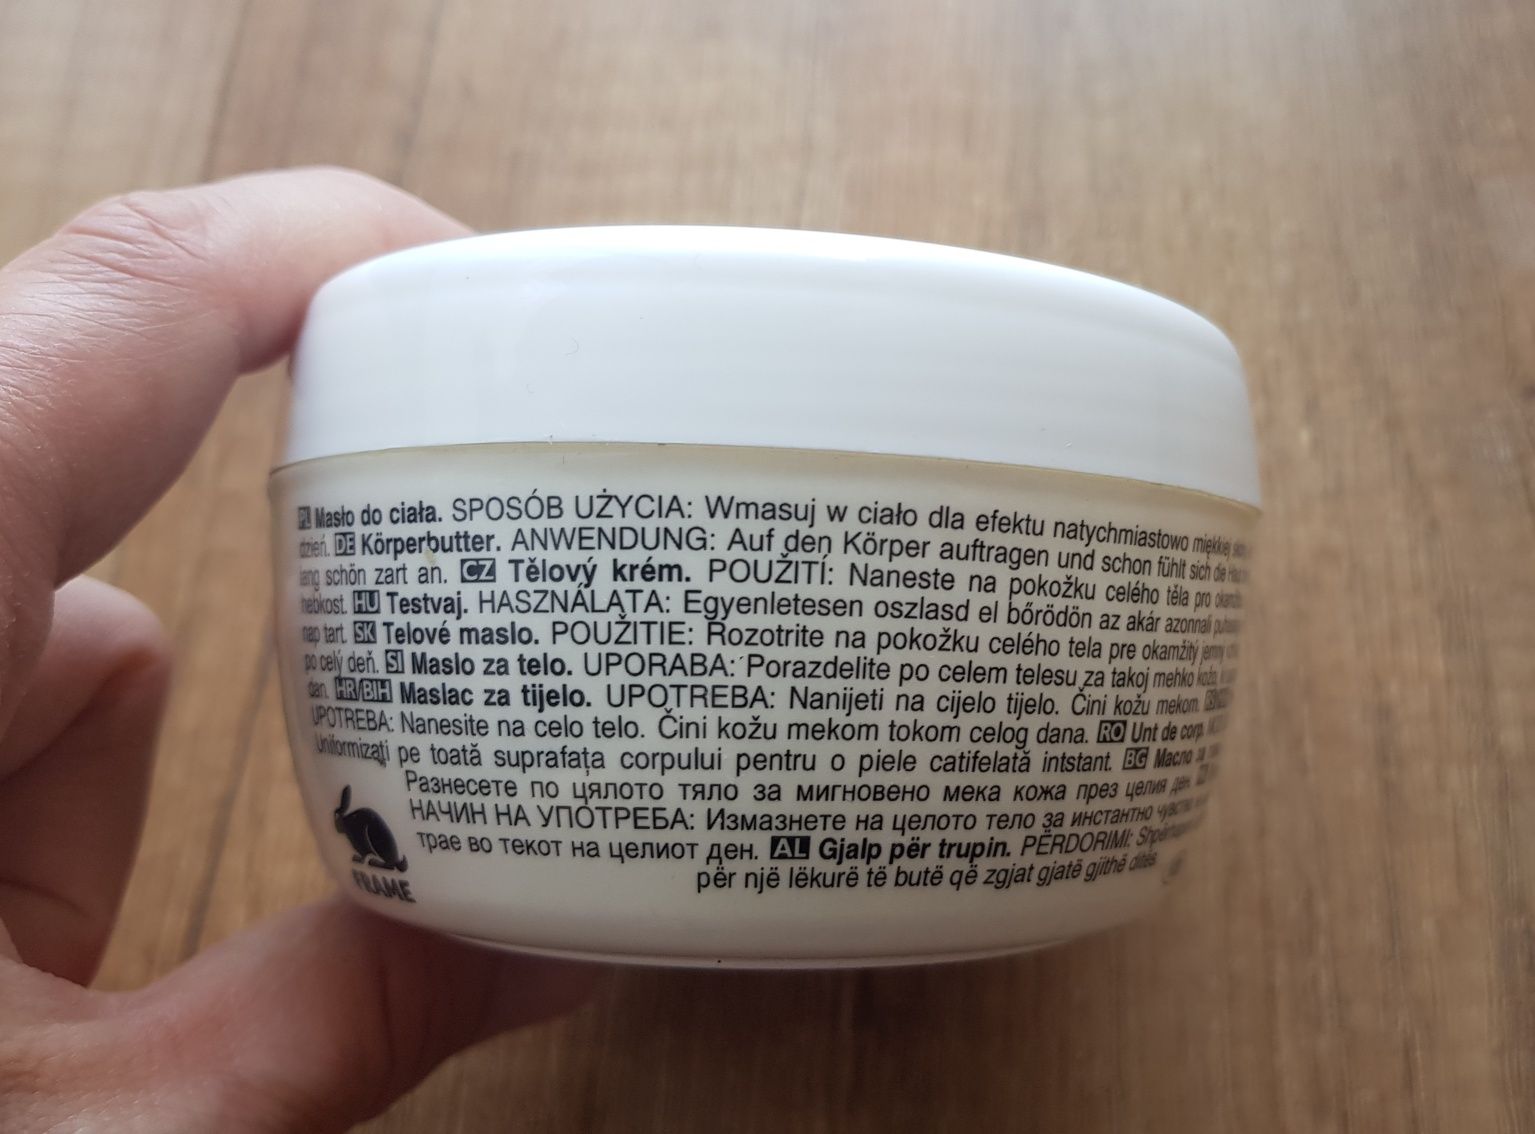 PL Masło do ciała. SPOSÓB UŻYCIA: Wmasuj w ciało dla efektu natychmiastowo miękkiej
dzień. DE Körperbutter. ANWENDUNG: Auf den Körper auftragen und schon fühlt sich die
lang schön zart an. CZ Tělový krém. POUŽITÍ: Naneste na pokožku celého těla pro
hebkost. HU Testvaj. HASZNÁLATA: Egyenletesen oszlasd el bőrödön az akár azonnali
nap tart. SK Telové maslo. POUŽITIE: Rozotrite na pokožku celého tela pre okamžitý jemný
po celý deň. SI Maslo za telo. UPORABA: Porazdelite po celem telesu za takoj mehko kožo,
dan. HR/BIH Maslac za tijelo. UPOTREBA: Nanijeti na cijelo tijelo. Čini kožu mekom.
UPOTREBA: Nanesite na celo telo. Čini kožu mekom tokom celog dana. RO Unt de corp.
Uniformizați pe toată suprafața corpului pentru o piele catifelată intstant. BG Масло за
Разнесете по цялото тяло за мигновено мека кожа през целия ден.
НАЧИН НА УПОТРЕБА: Измазнете на целото тело за инстантно
трае во текот на целиот ден. AL Gjalp për trupin. PËRDORIMI:
për një lëkurë të butë që zgjat gjatë gjithë ditës.
FRAME